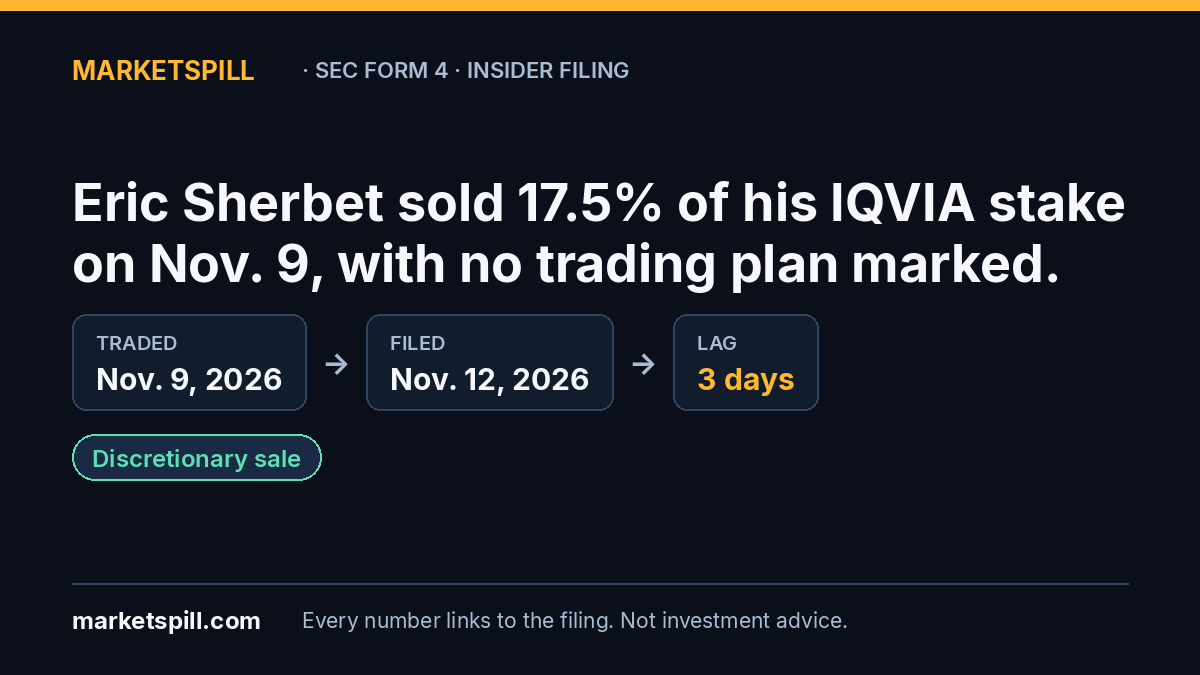 MARKETSPILL · SEC FORM 4 · INSIDER FILING
Eric Sherbet sold 17.5% of his IQVIA stake
on Nov. 9, with no trading plan marked.
TRADED
Nov. 9, 2026
→
FILED
Nov. 12, 2026
→
LAG
3 days
Discretionary sale
marketspill.com Every number links to the filing. Not investment advice.